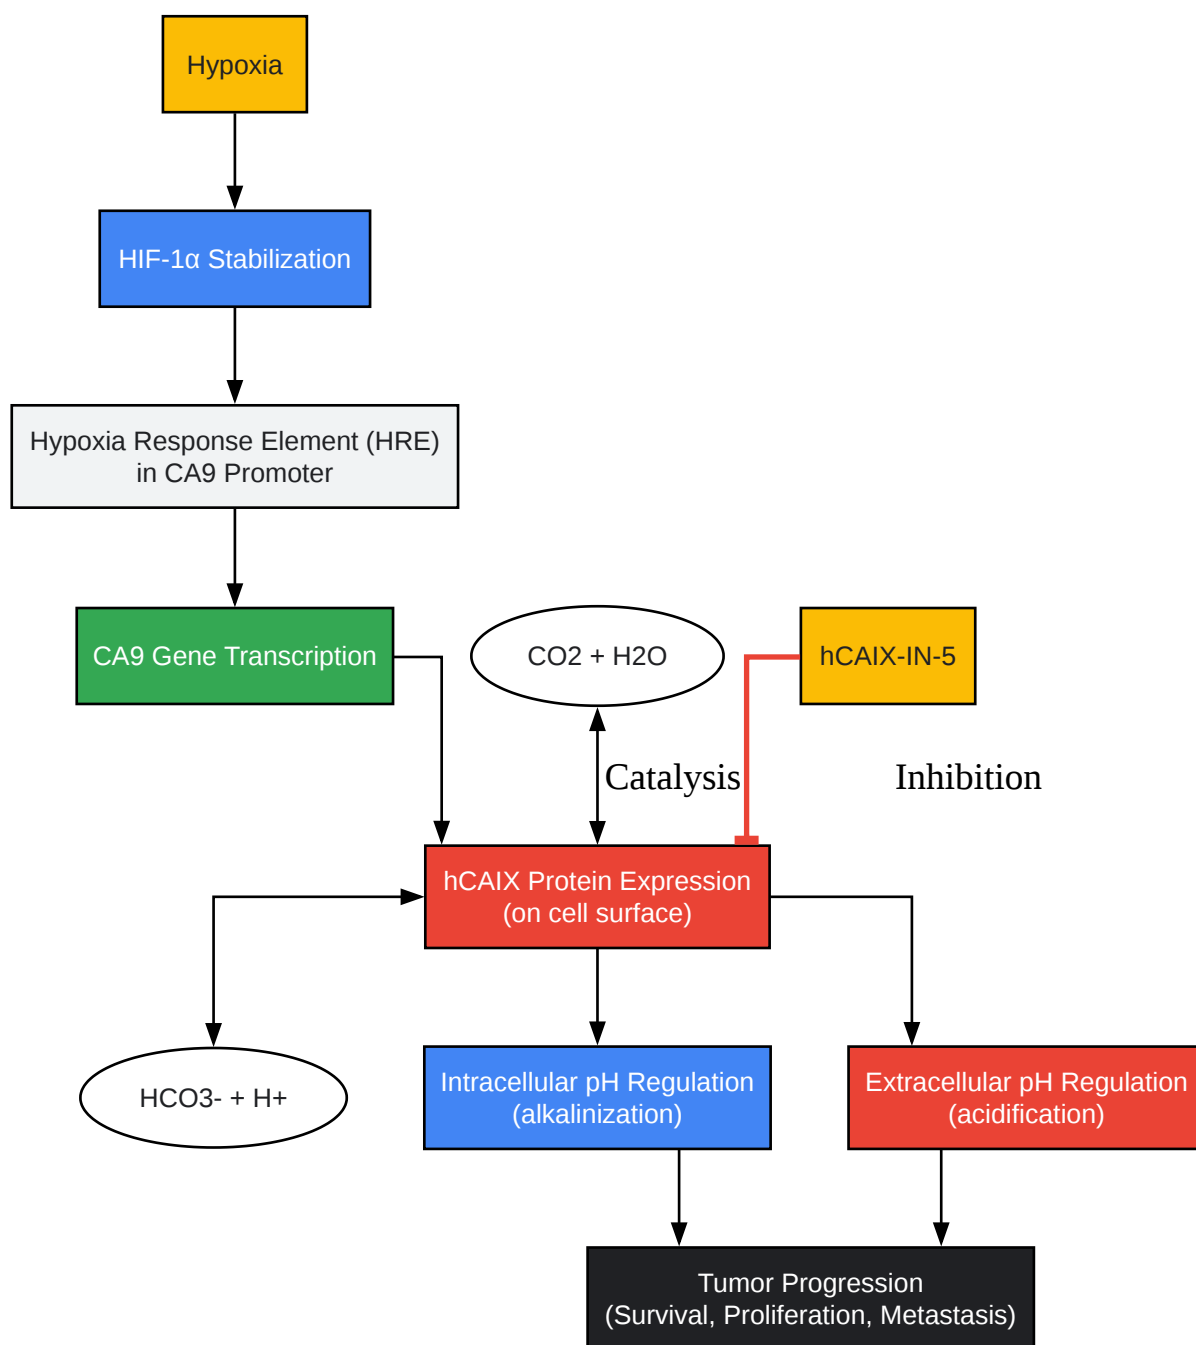 Hypoxia
HIF-1α Stabilization
Hypoxia Response Element (HRE)
in CA9 Promoter
CA9 Gene Transcription
CO2 + H2O
hCAIX-IN-5
Catalysis
Inhibition
hCAIX Protein Expression
(on cell surface)
HCO3- + H+
Intracellular pH Regulation
(alkalinization)
Extracellular pH Regulation
(acidification)
Tumor Progression
(Survival, Proliferation, Metastasis)